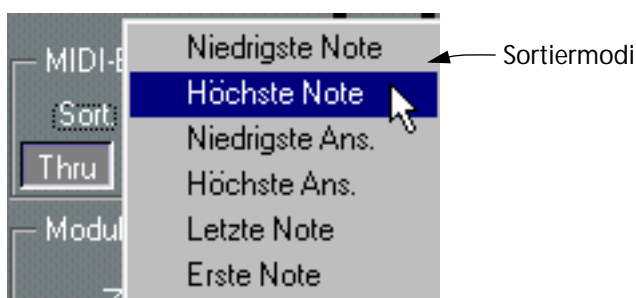 Niedrigste Note
Sortiermodi
MIDI-E
Höchste Note
Sort.
Niedrigste Ans.
Thru
Höchste Ans.
Modul
Letzte Note
Erste Note